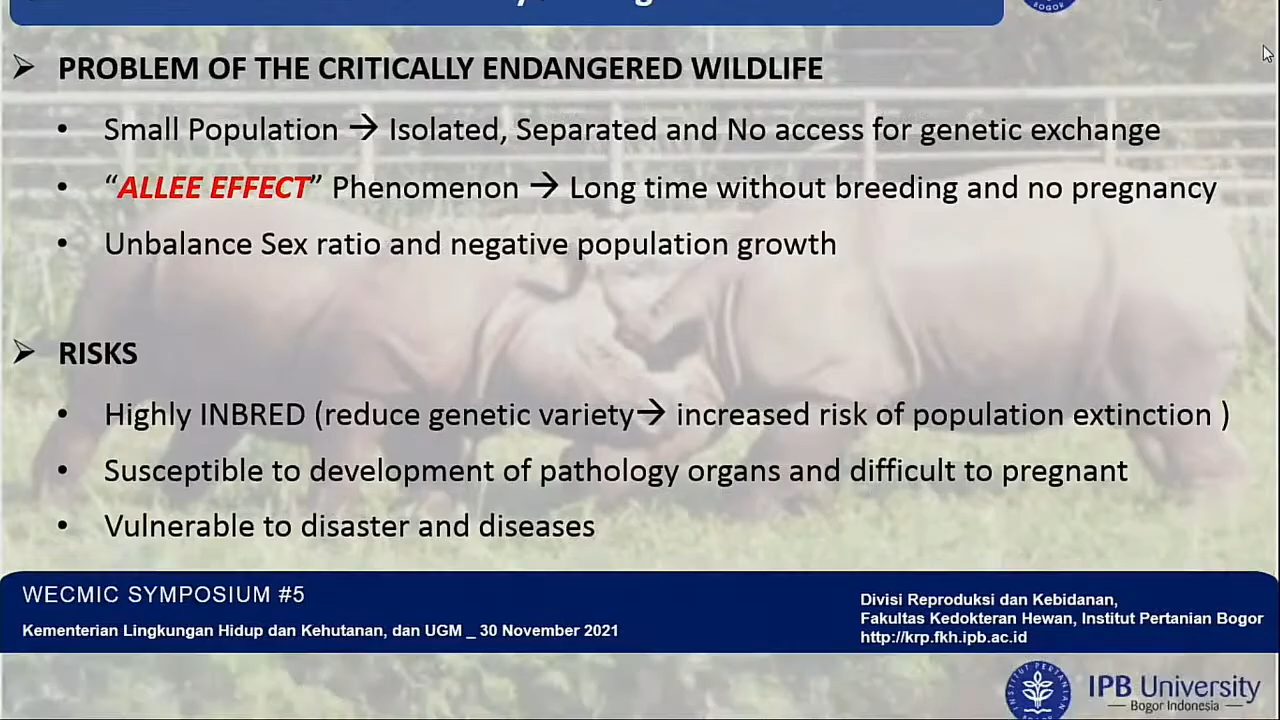 BOGOR
➢ PROBLEM OF THE CRITICALLY ENDANGERED WILDLIFE
• Small Population → Isolated, Separated and No access for genetic exchange
• “ALLEE EFFECT” Phenomenon → Long time without breeding and no pregnancy
• Unbalance Sex ratio and negative population growth
➢ RISKS
• Highly INBRED (reduce genetic variety→ increased risk of population extinction )
• Susceptible to development of pathology organs and difficult to pregnant
• Vulnerable to disaster and diseases
WECMIC SYMPOSIUM #5
Kementerian Lingkungan Hidup dan Kehutanan, dan UGM _ 30 November 2021
Divisi Reproduksi dan Kebidanan,
Fakultas Kedokteran Hewan, Institut Pertanian Bogor
http://krp.fkh.ipb.ac.id
INSTITUT PERTANIAN
IPB University
— Bogor Indonesia —